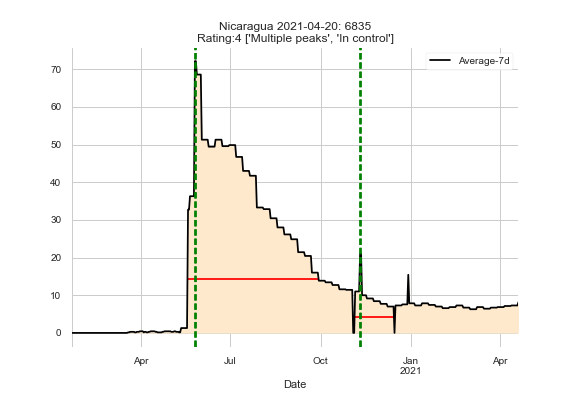 Nicaragua 2021-04-20: 6835
Rating:4 ['Multiple peaks', 'In control']
Average-7d
70
60
50
40
30
20
10
0
Apr
Jul
Oct
Jan
2021
Apr
Date